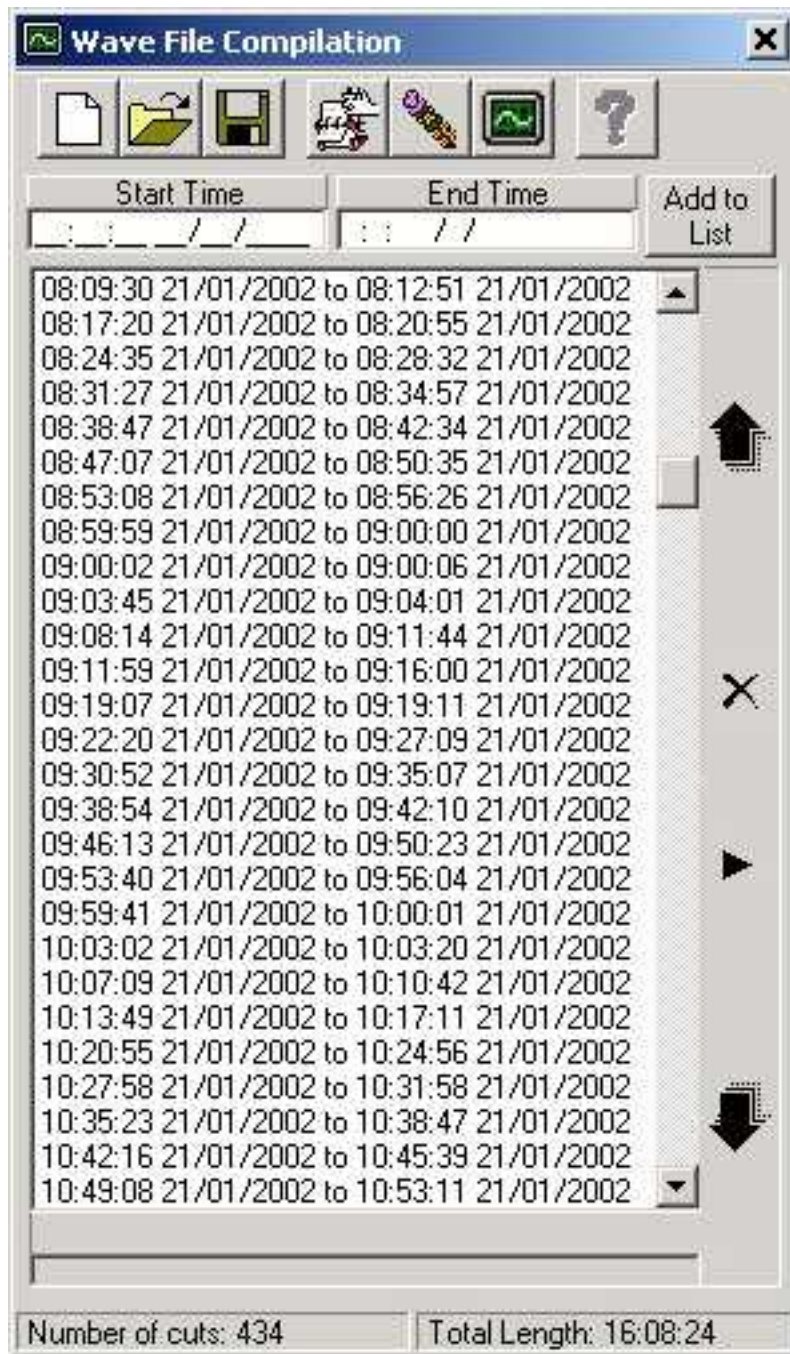 Wave File Compilation
Start Time
End Time
Add to
List
__:__:__ __/__/____
: : / /
08:09:30 21/01/2002 to 08:12:51 21/01/2002
08:17:20 21/01/2002 to 08:20:55 21/01/2002
08:24:35 21/01/2002 to 08:28:32 21/01/2002
08:31:27 21/01/2002 to 08:34:57 21/01/2002
08:38:47 21/01/2002 to 08:42:34 21/01/2002
08:47:07 21/01/2002 to 08:50:35 21/01/2002
08:53:08 21/01/2002 to 08:56:26 21/01/2002
08:59:59 21/01/2002 to 09:00:00 21/01/2002
09:00:02 21/01/2002 to 09:00:06 21/01/2002
09:03:45 21/01/2002 to 09:04:01 21/01/2002
09:08:14 21/01/2002 to 09:11:44 21/01/2002
09:11:59 21/01/2002 to 09:16:00 21/01/2002
09:19:07 21/01/2002 to 09:19:11 21/01/2002
09:22:20 21/01/2002 to 09:27:09 21/01/2002
09:30:52 21/01/2002 to 09:35:07 21/01/2002
09:38:54 21/01/2002 to 09:42:10 21/01/2002
09:46:13 21/01/2002 to 09:50:23 21/01/2002
09:53:40 21/01/2002 to 09:56:04 21/01/2002
09:59:41 21/01/2002 to 10:00:01 21/01/2002
10:03:02 21/01/2002 to 10:03:20 21/01/2002
10:07:09 21/01/2002 to 10:10:42 21/01/2002
10:13:49 21/01/2002 to 10:17:11 21/01/2002
10:20:55 21/01/2002 to 10:24:56 21/01/2002
10:27:58 21/01/2002 to 10:31:58 21/01/2002
10:35:23 21/01/2002 to 10:38:47 21/01/2002
10:42:16 21/01/2002 to 10:45:39 21/01/2002
10:49:08 21/01/2002 to 10:53:11 21/01/2002
Number of cuts: 434
Total Length: 16:08:24